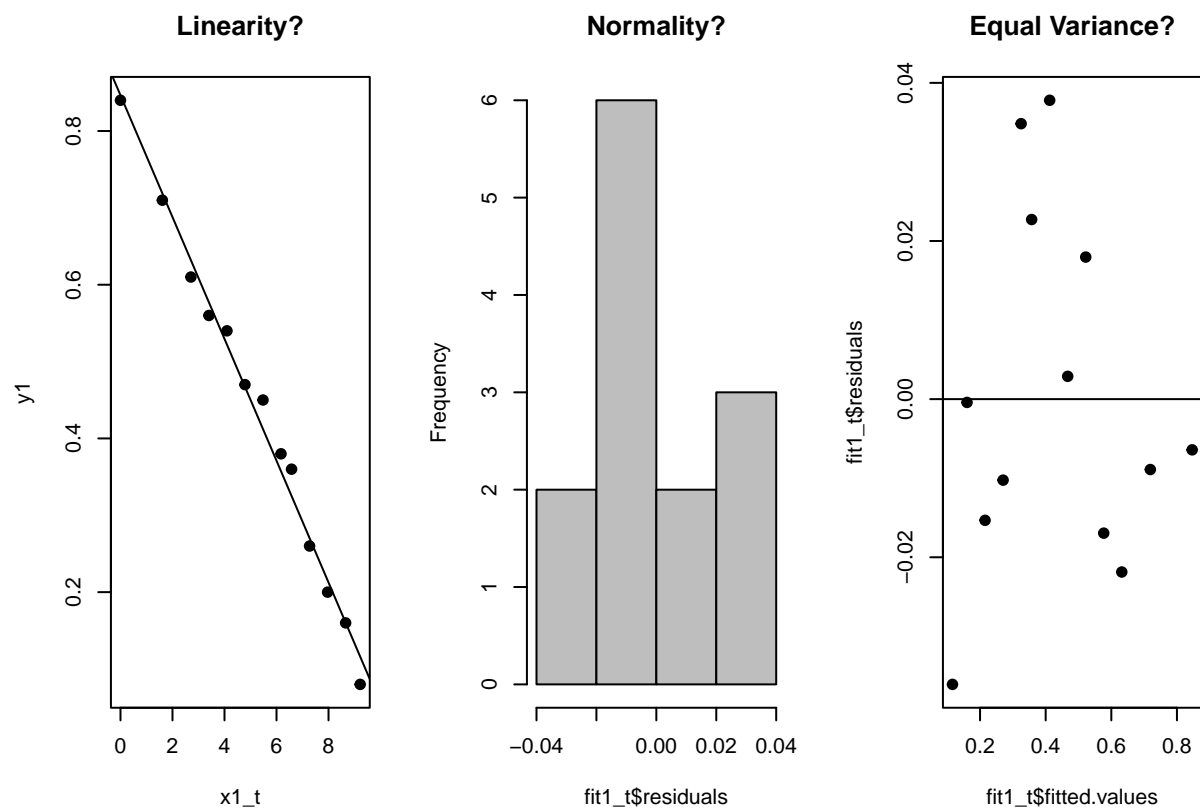 Linearity?
0.8
0.6
0.4
0.2
y1
0 2 4 6 8
x1_t
Normality?
6
5
4
3
2
1
0
Frequency
−0.04 0.00 0.02 0.04
fit1_t$residuals
Equal Variance?
0.04
0.02
0.00
−0.02
fit1_t$residuals
0.2 0.4 0.6 0.8
fit1_t$fitted.values